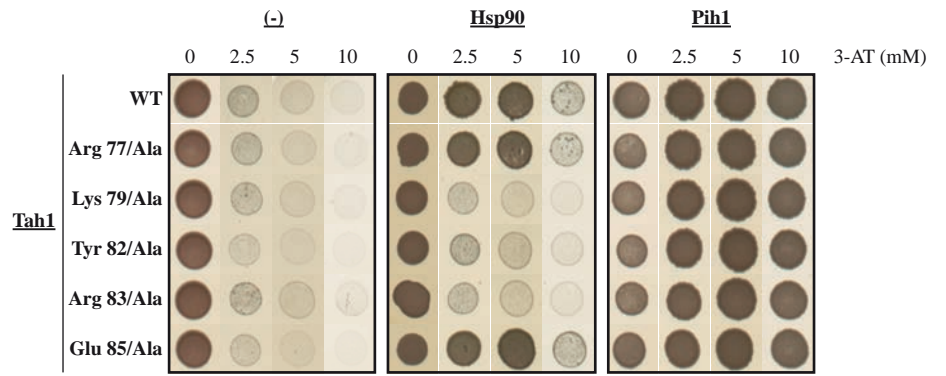 (-) Hsp90 Pih1
0 2.5 5 10 0 2.5 5 10 0 2.5 5 10 3-AT (mM)
WT
Arg 77/Ala
Lys 79/Ala
Tah1
Tyr 82/Ala
Arg 83/Ala
Glu 85/Ala